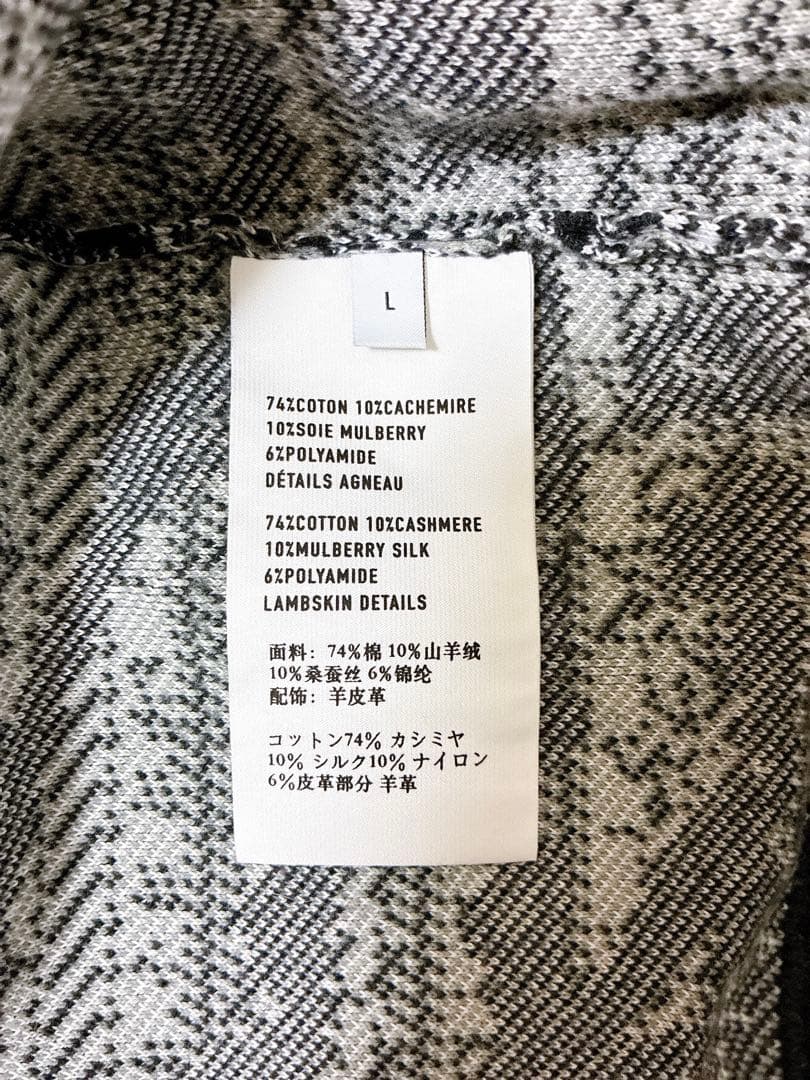 L
74%COTON 10%CACHEMIRE
10%SOIE MULBERRY
6%POLYAMIDE
DÉTAILS AGNEAU
74%COTTON 10%CASHMERE
10%MULBERRY SILK
6%POLYAMIDE
LAMBSKIN DETAILS
面料: 74%棉 10%山羊绒
10%桑蚕丝 6%锦纶
配饰: 羊皮革
コットン74% カシミヤ
10% シルク10% ナイロン
6%皮革部分 羊革